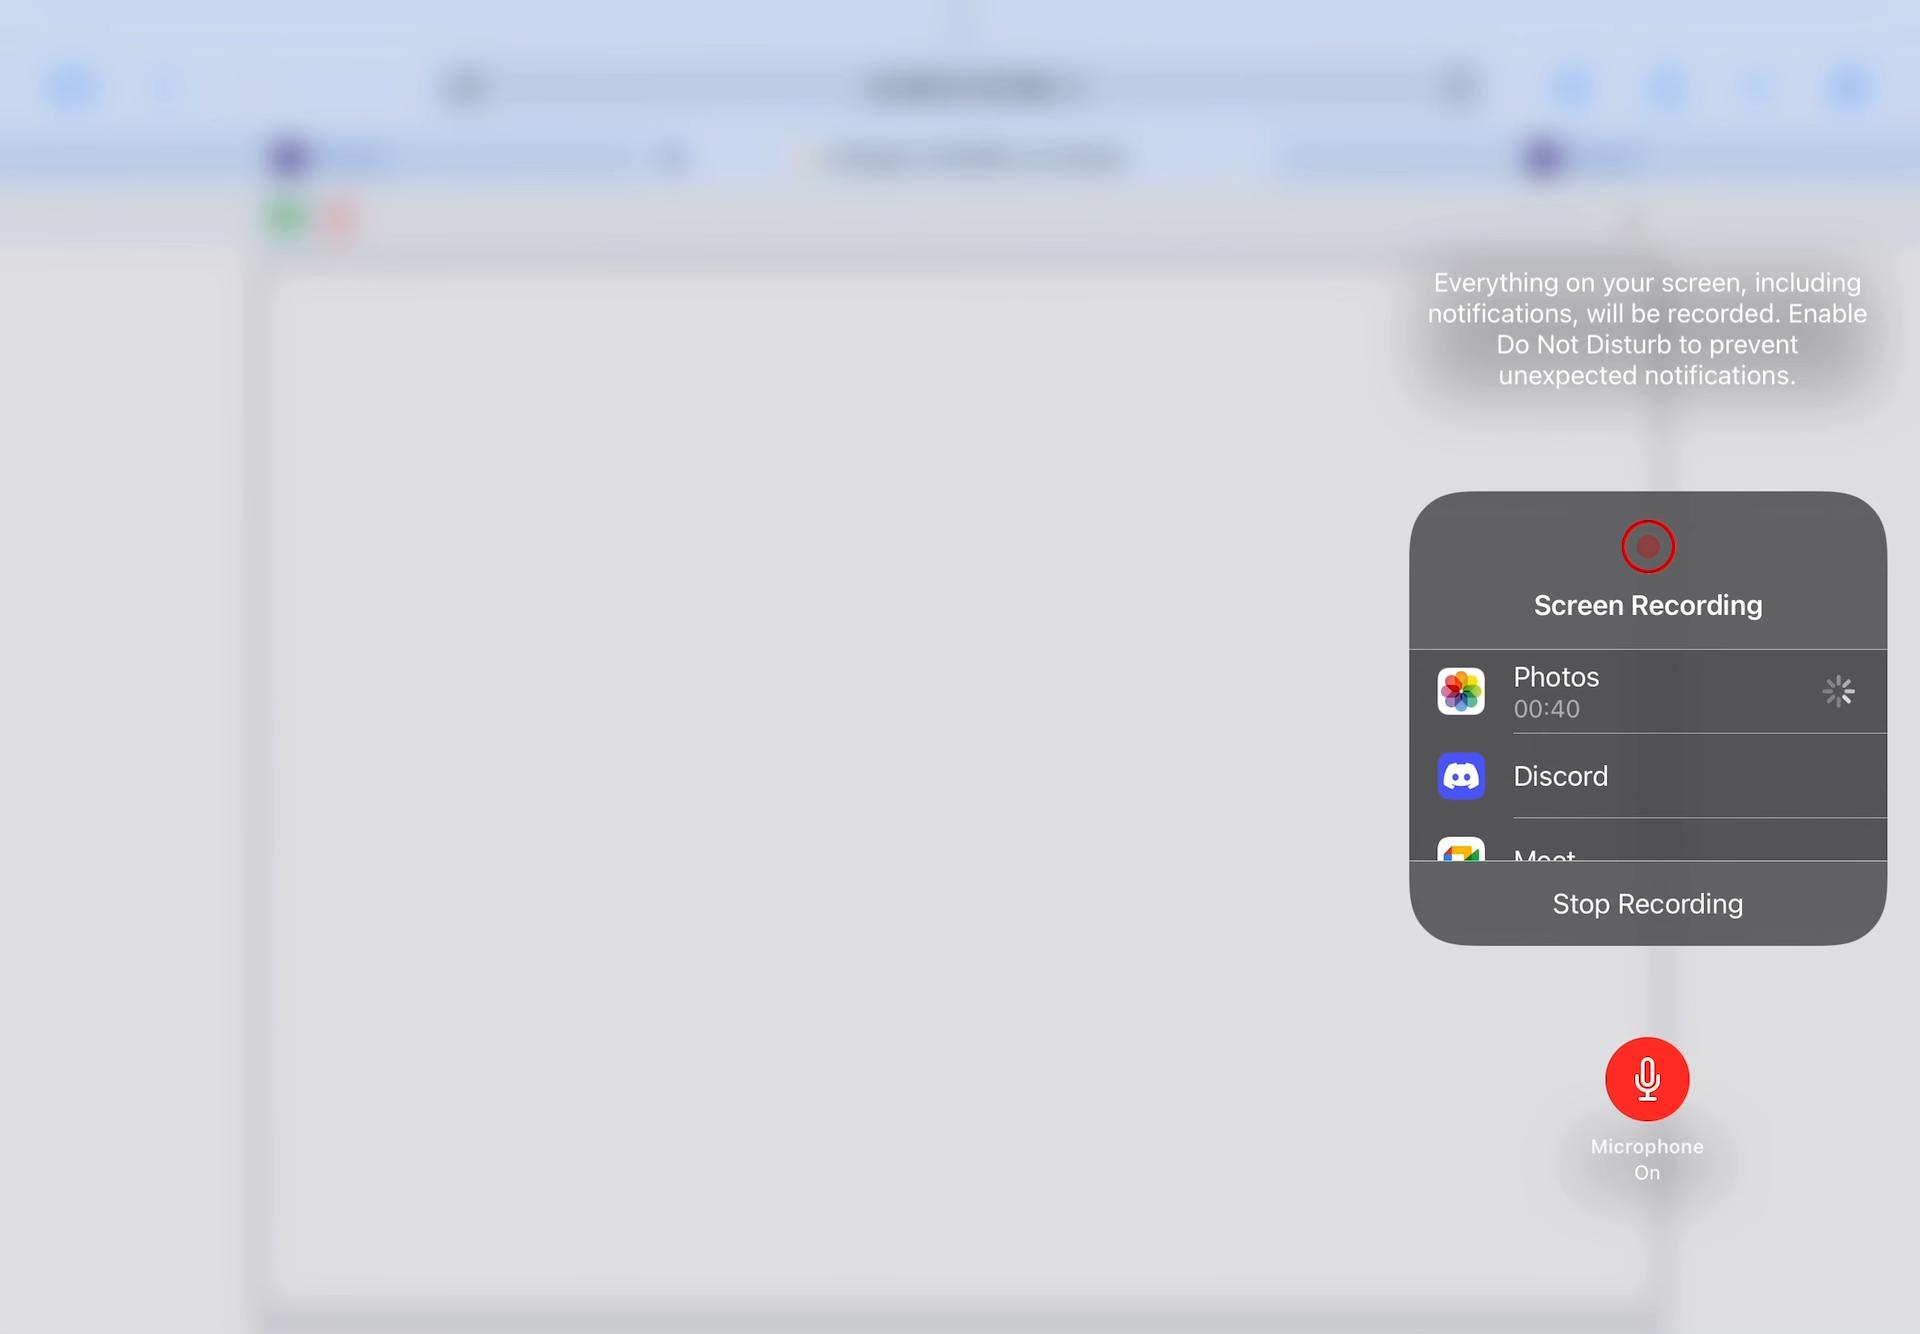 Everything on your screen, including
notifications, will be recorded. Enable
Do Not Disturb to prevent
unexpected notifications.
Screen Recording
Photos
00:40
Discord
Meet
Stop Recording
Microphone
On